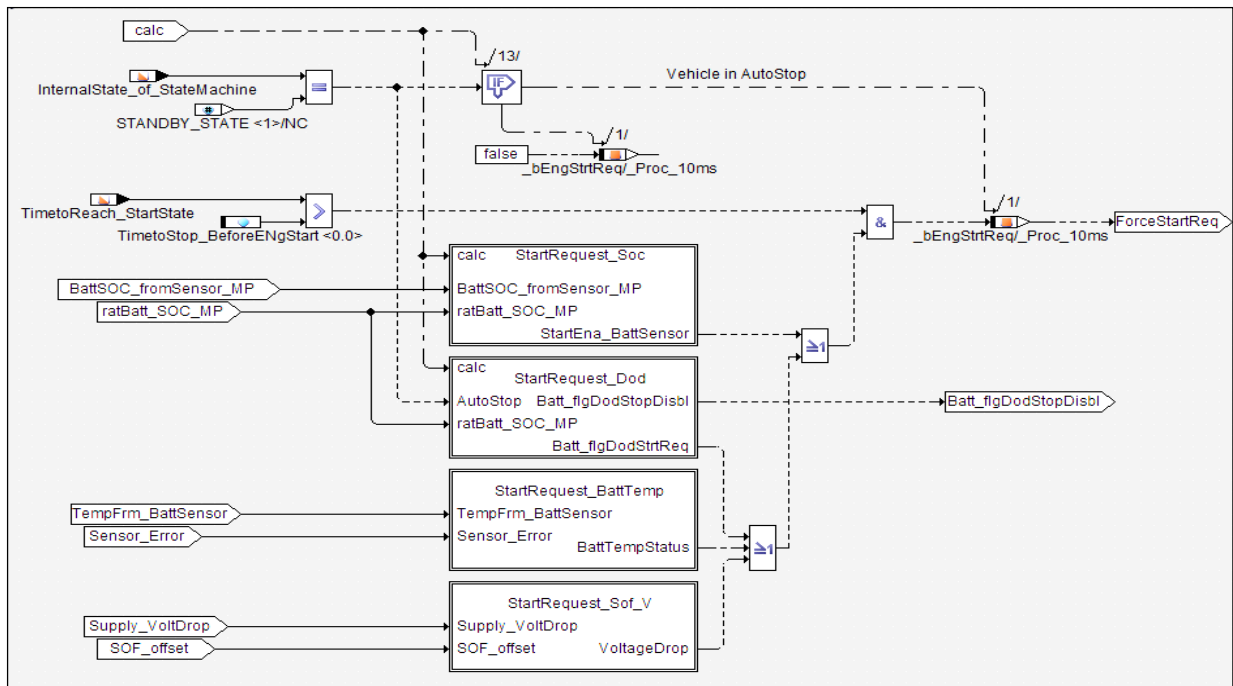 calc
/13/
Vehicle in AutoStop
InternalState_of_StateMachine
=
IF
STANDBY_STATE <1>/NC
#
/1/
false
_bEngStrtReq/_Proc_10ms
TimetoReach_StartState
>
TimetoStop_BeforeENgStart <0.0>
&
/1/
_bEngStrtReq/_Proc_10ms
ForceStartReq
calc
StartRequest_Soc
BattSOC_fromSensor_MP
BattSOC_fromSensor_MP
ratBatt_SOC_MP
ratBatt_SOC_MP
StartEna_BattSensor
≥1
calc
StartRequest_Dod
AutoStop
Batt_flgDodStopDisbl
Batt_flgDodStopDisbl
ratBatt_SOC_MP
Batt_flgDodStrtReq
StartRequest_BattTemp
TempFrm_BattSensor
TempFrm_BattSensor
Sensor_Error
Sensor_Error
BattTempStatus
≥1
StartRequest_Sof_V
Supply_VoltDrop
Supply_VoltDrop
SOF_offset
SOF_offset
VoltageDrop